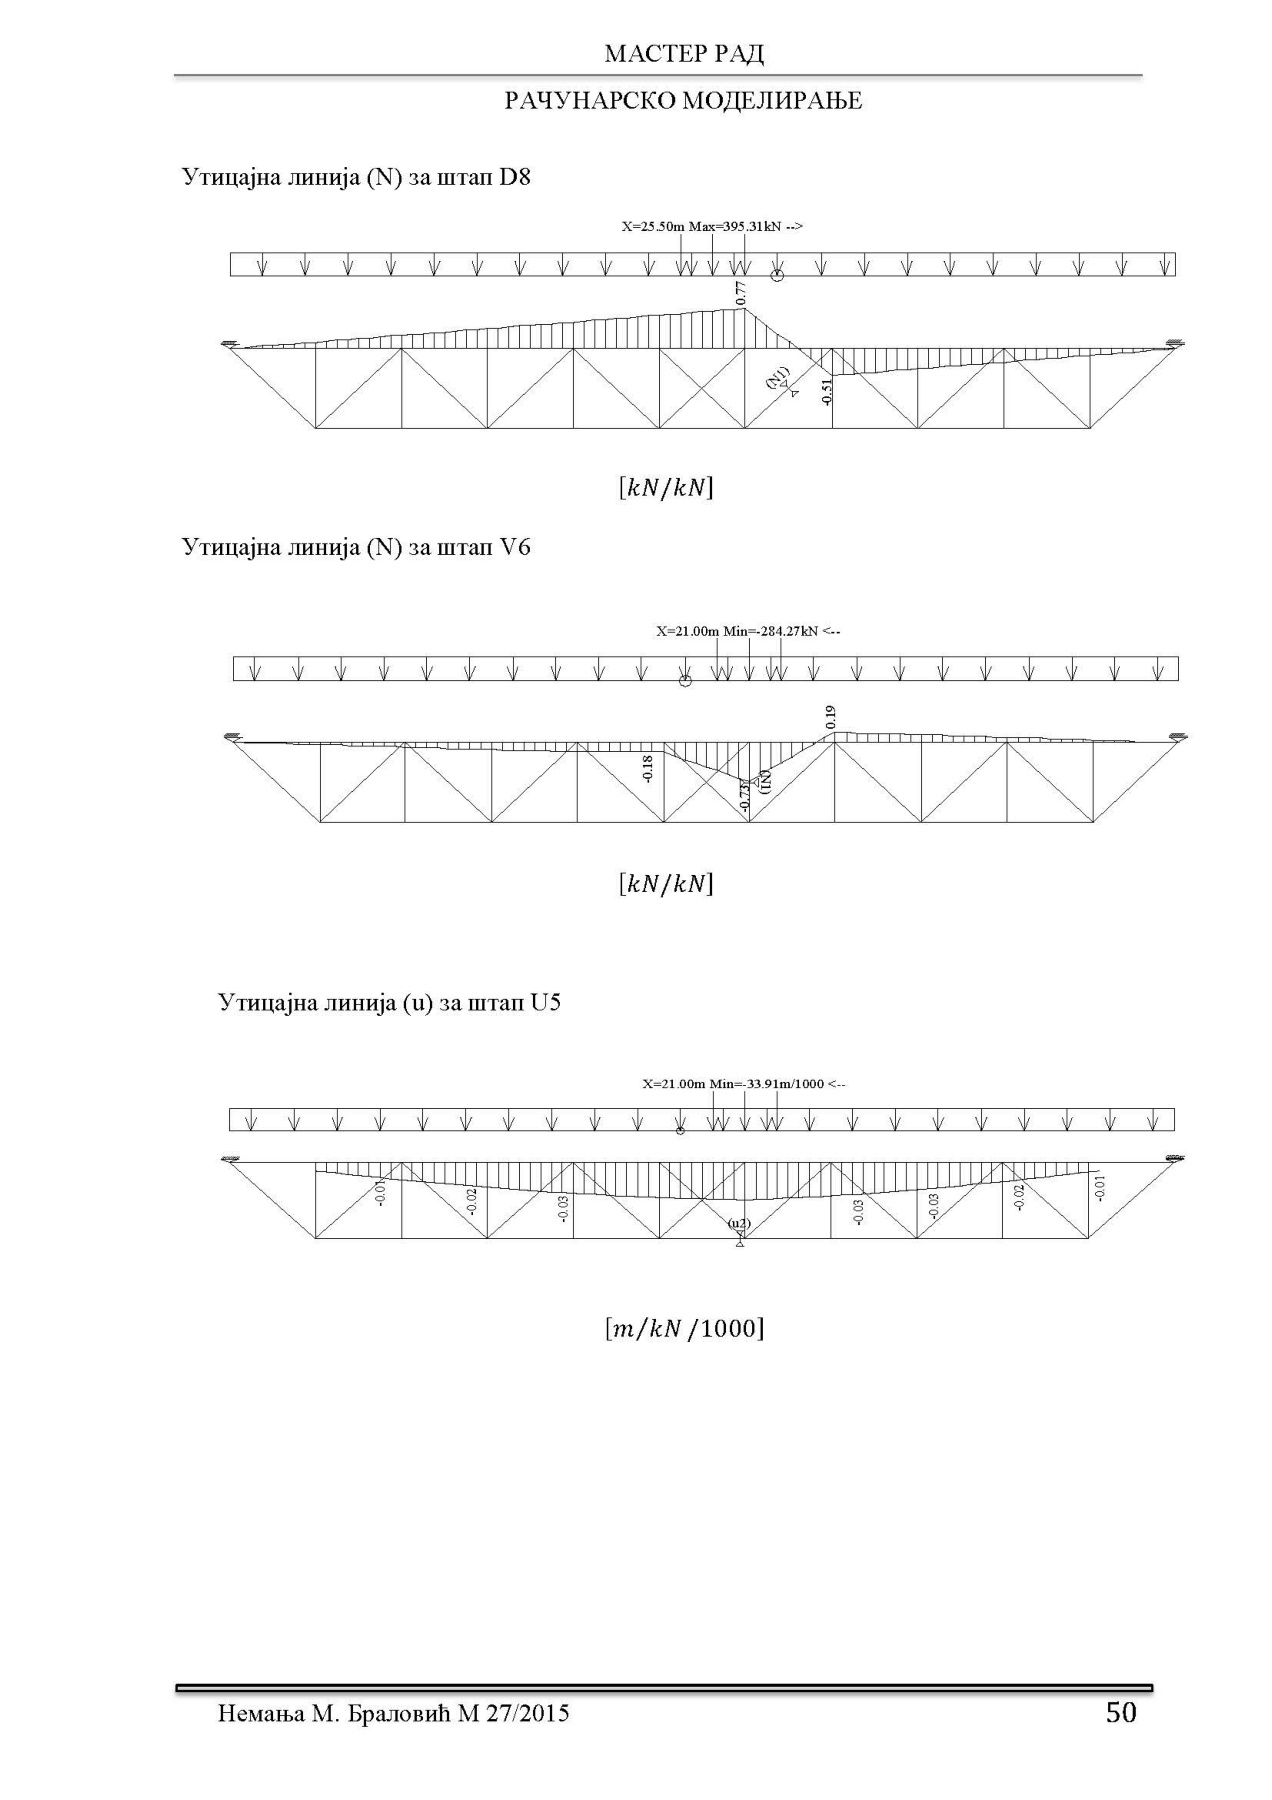 МАСТЕР РАД
РАЧУНАРСКО МОДЕЛИРАЊЕ
Утицајна линија (N) за штап D8
X=25.50m Max=395.31kN -->
0.77
(N1)
-0.51
[kN/kN]
Утицајна линија (N) за штап V6
X=21.00m Min=-284.27kN <--
0.19
-0.18
-0.73
(N1)
[kN/kN]
Утицајна линија (u) за штап U5
X=21.00m Min=-33.91m/1000 <--
-0.01
-0.02
-0.03
(u2)
-0.03
-0.03
-0.02
-0.01
[m/kN /1000]
Немања М. Браловић М 27/2015
50